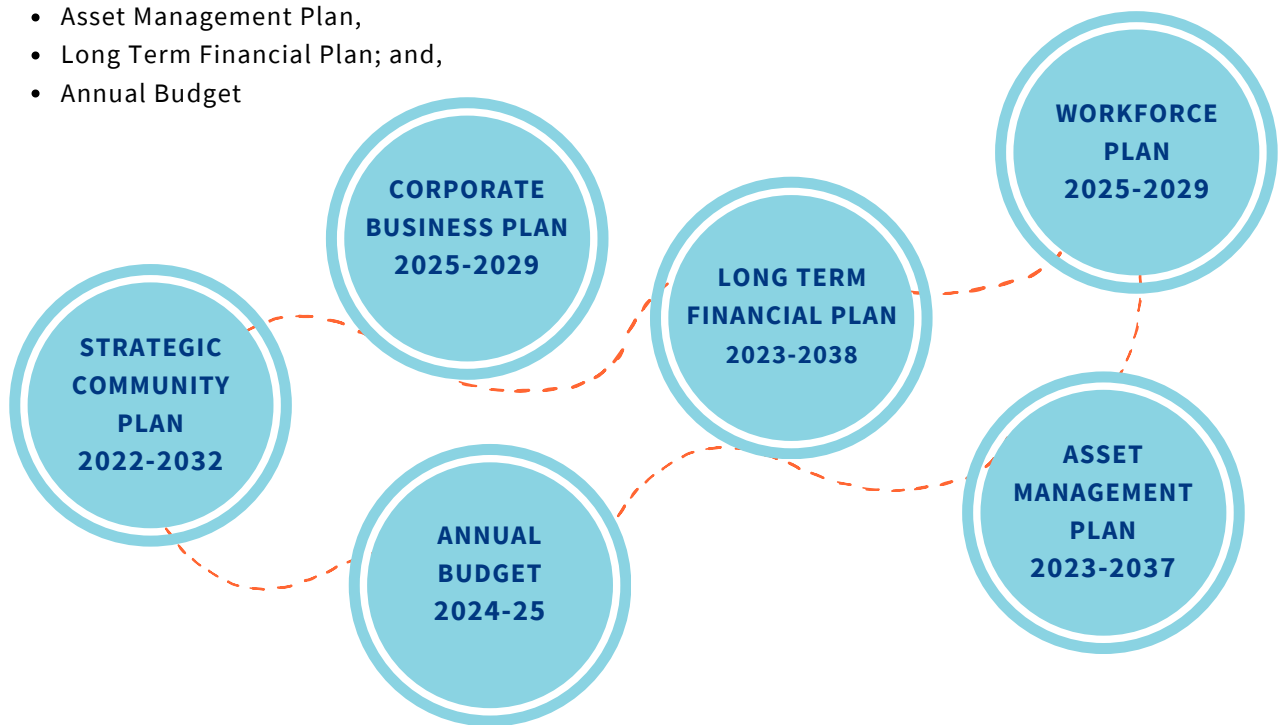 • Asset Management Plan,
• Long Term Financial Plan; and,
• Annual Budget
WORKFORCE
PLAN
2025-2029
CORPORATE
BUSINESS PLAN
2025-2029
LONG TERM
FINANCIAL PLAN
2023-2038
STRATEGIC
COMMUNITY
PLAN
2022-2032
ASSET
MANAGEMENT
PLAN
2023-2037
ANNUAL
BUDGET
2024-25